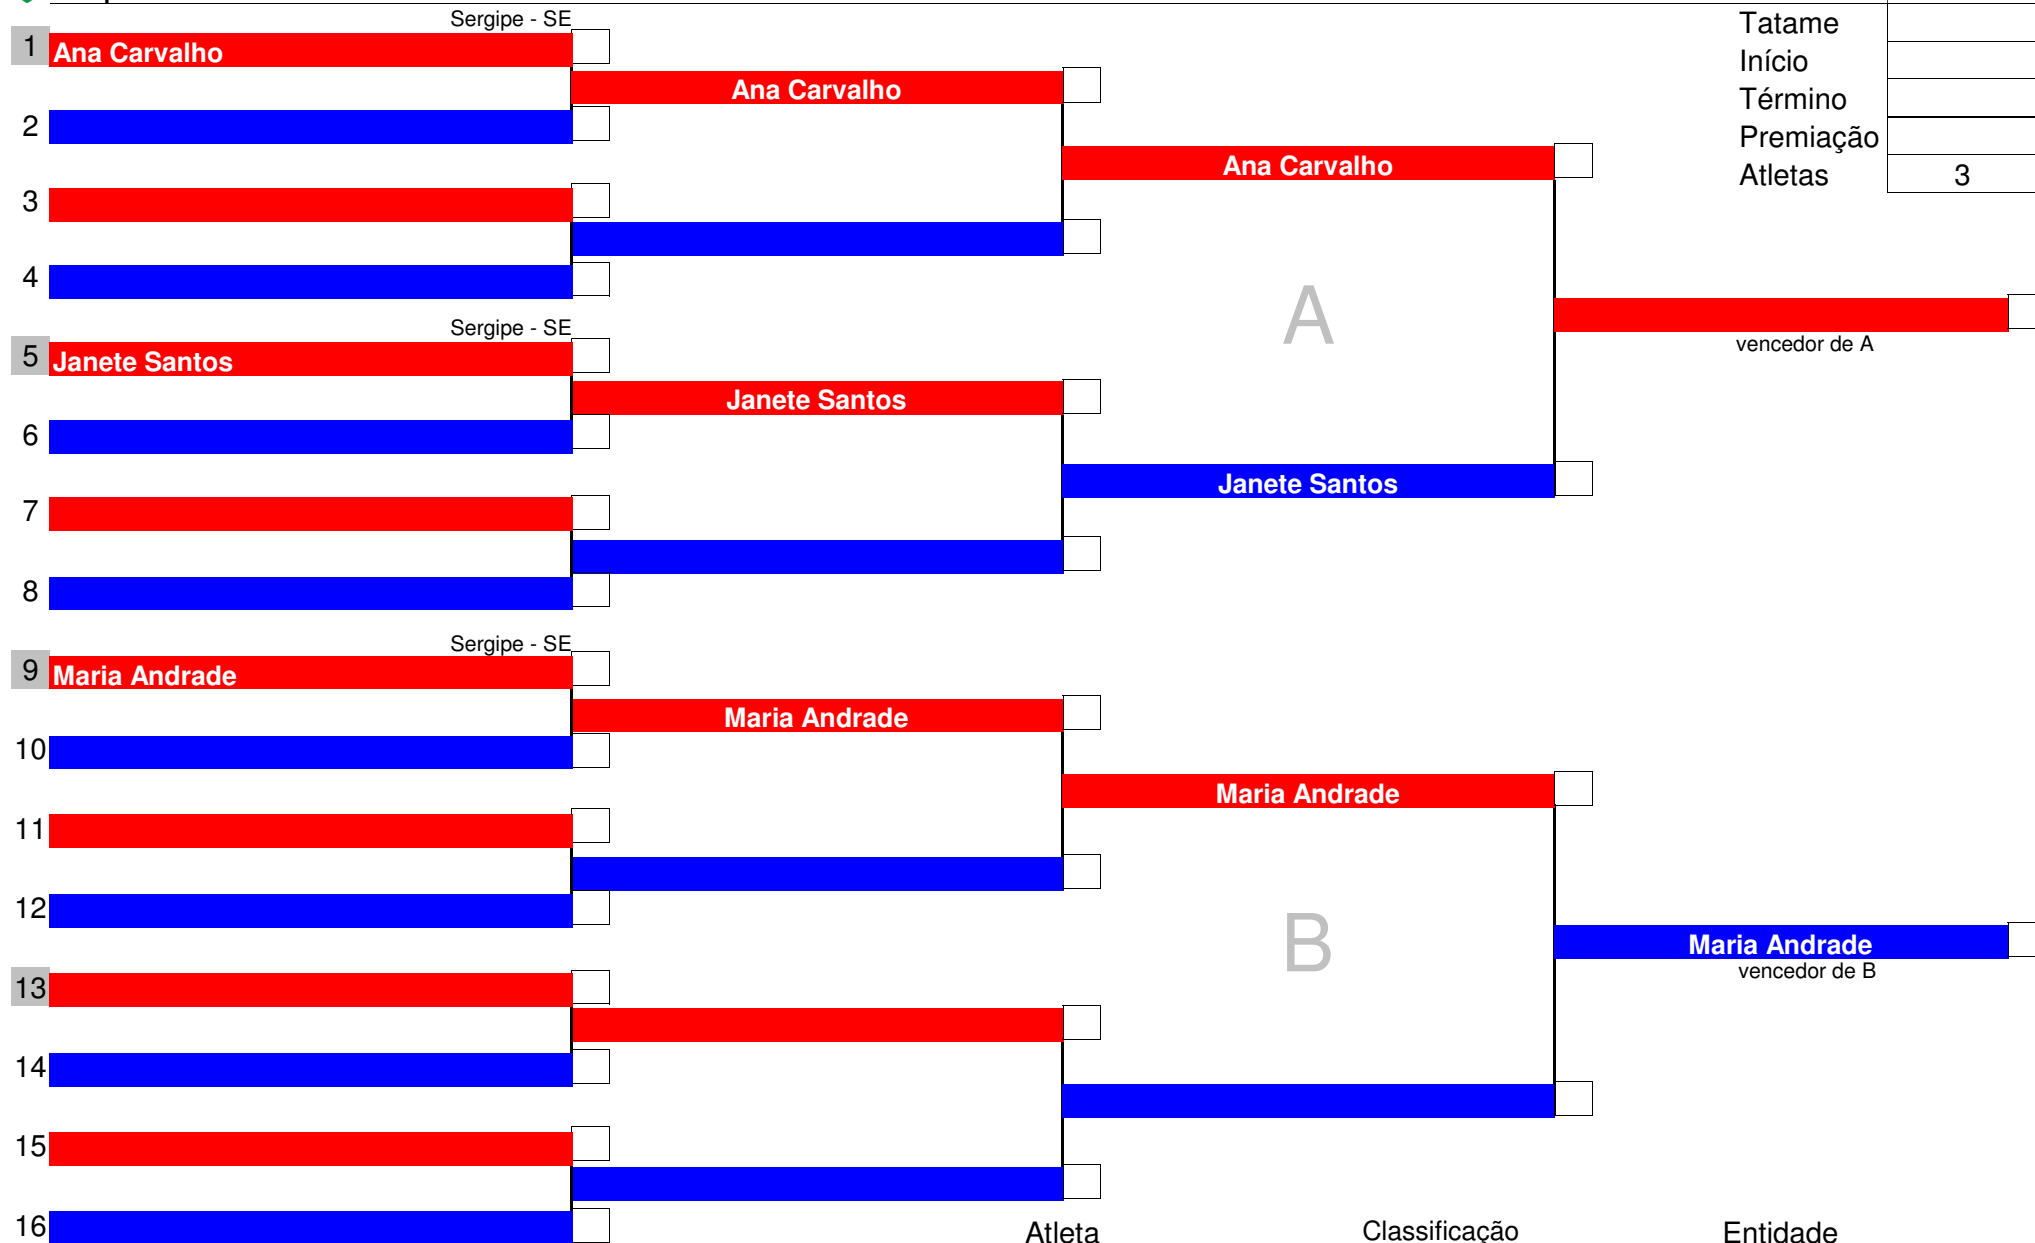 Sergipe - SE
Tatame
1 Ana Carvalho
Início
Ana Carvalho
Término
2
Premiação
Ana Carvalho
Atletas 3
3
4
A
Sergipe - SE
vencedor de A
5 Janete Santos
Janete Santos
6
Janete Santos
7
8
Sergipe - SE
9 Maria Andrade
Maria Andrade
10
Maria Andrade
11
12
B
Maria Andrade
vencedor de B
13
14
15
16
Atleta Classificação Entidade